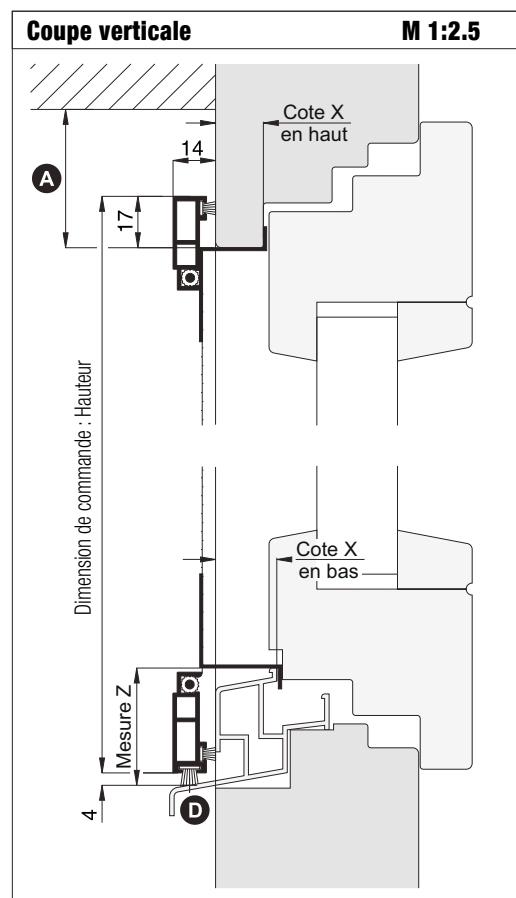 Coupe verticale M 1:2.5
Cote X
en haut
14
A
17
Dimension de commande : Hauteur
Cote X
en bas
Mesure Z
4
D